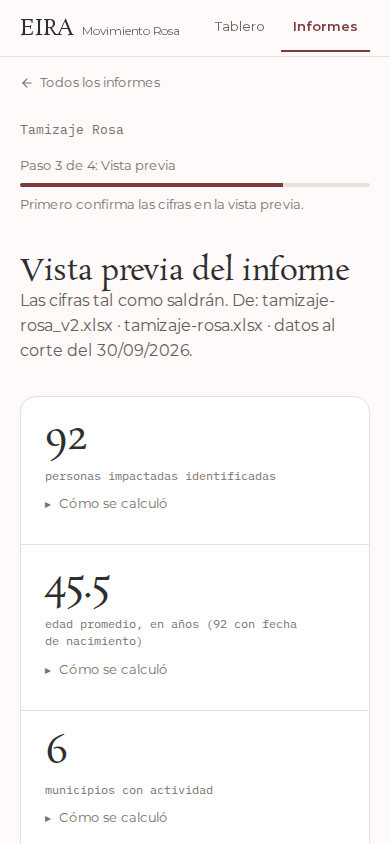 EIRA Movimiento Rosa Tablero Informes
← Todos los informes
Tamizaje Rosa
Paso 3 de 4: Vista previa
Primero confirma las cifras en la vista previa.
Vista previa del informe
Las cifras tal como saldrán. De: tamizaje-
rosa_v2.xlsx · tamizaje-rosa.xlsx · datos al
corte del 30/09/2026.
92
personas impactadas identificadas
▸ Cómo se calculó
45.5
edad promedio, en años (92 con fecha
de nacimiento)
▸ Cómo se calculó
6
municipios con actividad
▸ Cómo se calculó